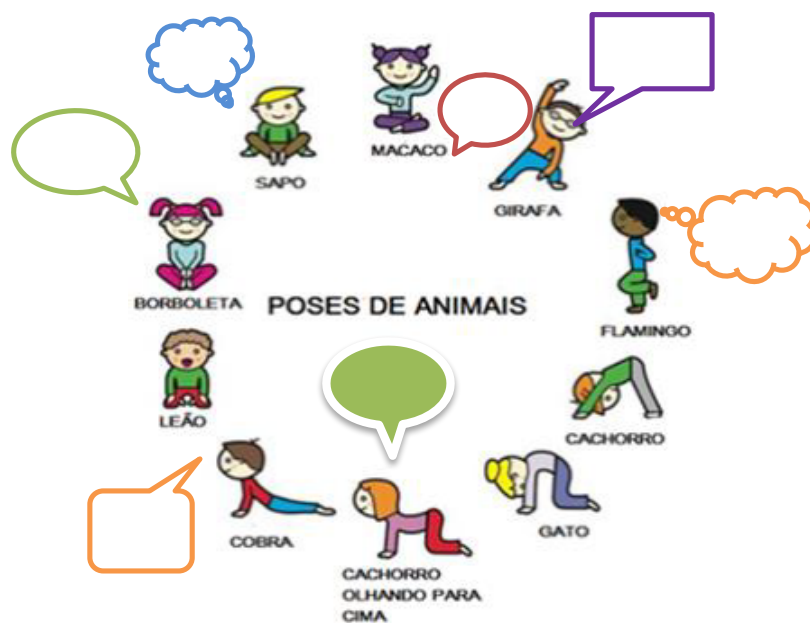 MACACO
SAPO
GIRAFA
BORBOLETA
POSES DE ANIMAIS
FLAMINGO
LEÃO
CACHORRO
GATO
COBRA
CACHORRO
OLHANDO PARA
CIMA